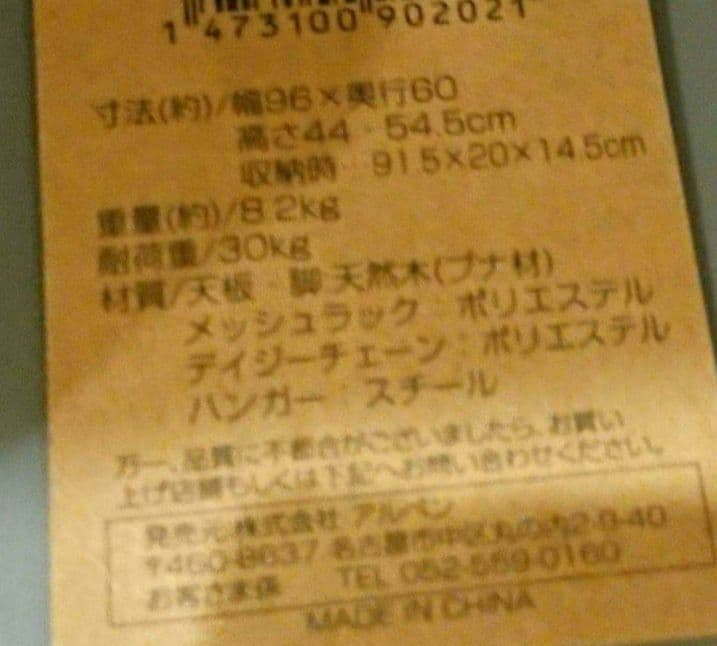 1 473100 902021
寸法(約)/幅96×奥行60
高さ44・54.5cm
収納時 91.5×20×14.5cm
重量(約)/8.2kg
耐荷重/30kg
材質/天板・脚:天然木(ブナ材)
メッシュラック:ポリエステル
デイジーチェーン:ポリエステル
ハンガー:スチール
万一、品質に不都合がございましたら、お買い
上げ店舗もしくは下記へお問い合わせください。
発売元:株式会社 アルペン
〒460-8637 名古屋市中区丸の内2-9-40
お客さま係 TEL 052-559-0160
MADE IN CHINA